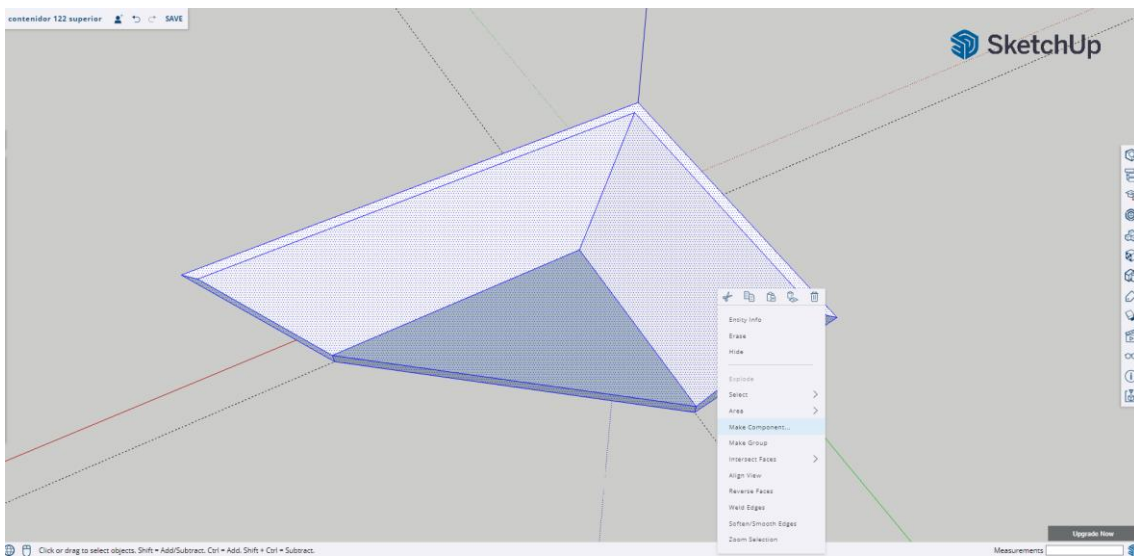 contenidor 122 superior SAVE
SketchUp
Entity Info
Erase
Hide
Explode
Select
Area
Make Component...
Make Group
Intersect Faces
Align View
Reverse Faces
Weld Edges
Soften/Smooth Edges
Zoom Selection
Upgrade Now
Click or drag to select objects. Shift = Add/Subtract. Ctrl = Add. Shift + Ctrl = Subtract. Measurements